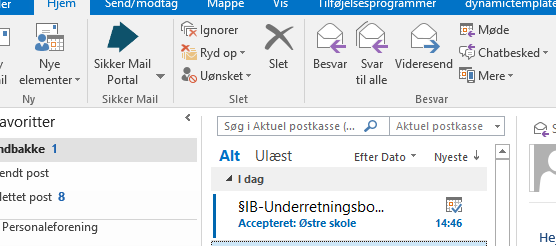 Hjem Send/modtag Mappe Vis Tilføjelsesprogrammer dynamictemplate
Nye elementer
Ny
Sikker Mail Portal
Sikker Mail
Ignorer
Ryd op
Uønsket
Slet
Slet
Besvar
Svar til alle
Videresend
Møde
Chatbesked
Mere
Besvar
avoritter
ndbakke 1
endt post
lettet post 8
Personaleforening
Søg i Aktuel postkasse (... Aktuel postkasse
Alt Ulæst Efter Dato Nyeste
I dag
§IB-Underretningsbo...
Accepteret: Østre skole 14:46